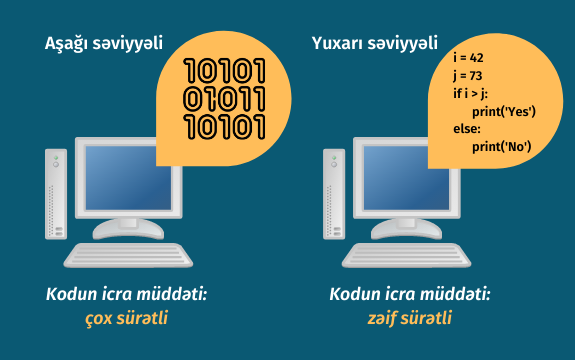 Aşağı səviyyəli
10101
01011
10101
Kodun icra müddəti:
çox sürətli
Yuxarı səviyyəli
i = 42
j = 73
if i > j:
print('Yes')
else:
print('No')
Kodun icra müddəti:
zəif sürətli